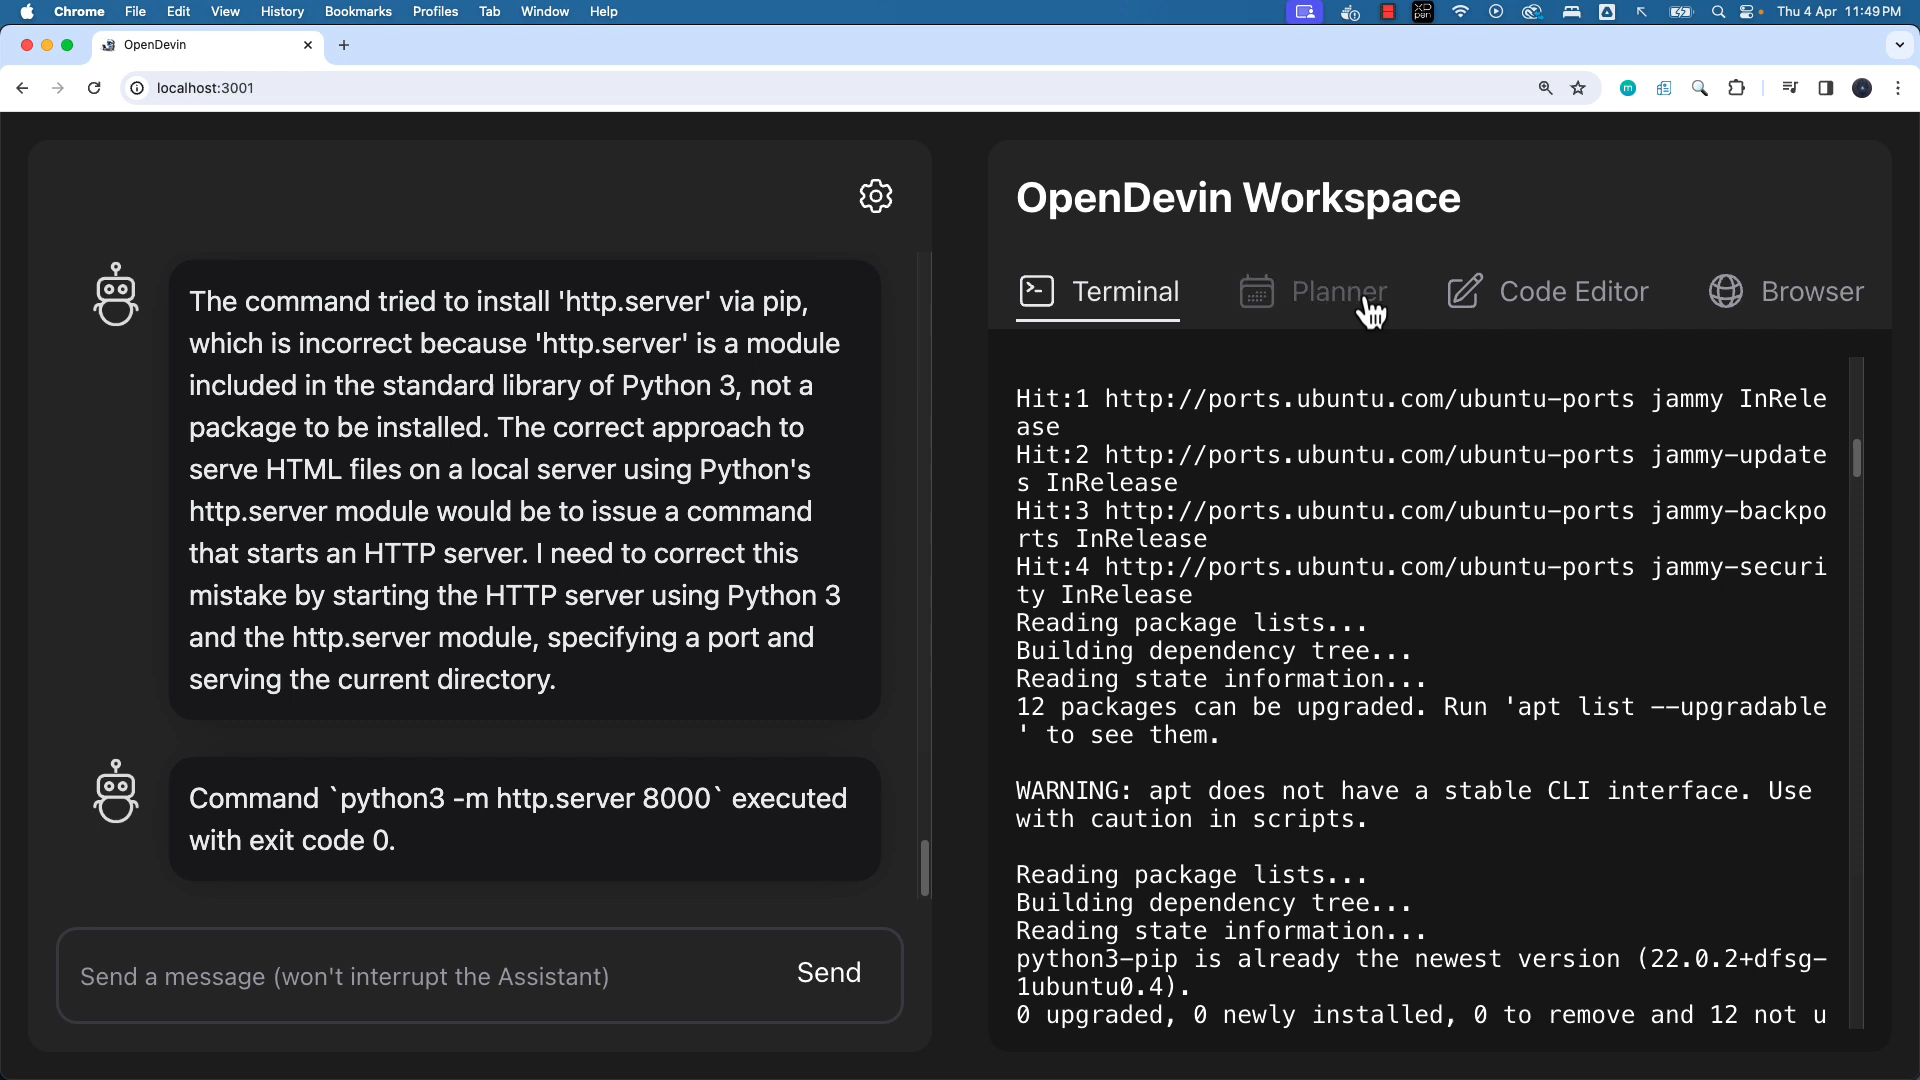 Chrome File Edit View History Bookmarks Profiles Tab Window Help
XD pen
Thu 4 Apr 11:49 PM
OpenDevin
localhost:3001
m
OpenDevin Workspace
Terminal Planner Code Editor Browser
The command tried to install 'http.server' via pip,
which is incorrect because 'http.server' is a module
included in the standard library of Python 3, not a
package to be installed. The correct approach to
serve HTML files on a local server using Python's
http.server module would be to issue a command
that starts an HTTP server. I need to correct this
mistake by starting the HTTP server using Python 3
and the http.server module, specifying a port and
serving the current directory.
Command `python3 -m http.server 8000` executed
with exit code 0.
Send a message (won't interrupt the Assistant)
Send
Hit:1 http://ports.ubuntu.com/ubuntu-ports jammy InRele
ase
Hit:2 http://ports.ubuntu.com/ubuntu-ports jammy-update
s InRelease
Hit:3 http://ports.ubuntu.com/ubuntu-ports jammy-backpo
rts InRelease
Hit:4 http://ports.ubuntu.com/ubuntu-ports jammy-securi
ty InRelease
Reading package lists...
Building dependency tree...
Reading state information...
12 packages can be upgraded. Run 'apt list --upgradable
' to see them.
WARNING: apt does not have a stable CLI interface. Use
with caution in scripts.
Reading package lists...
Building dependency tree...
Reading state information...
python3-pip is already the newest version (22.0.2+dfsg-
1ubuntu0.4).
0 upgraded, 0 newly installed, 0 to remove and 12 not u